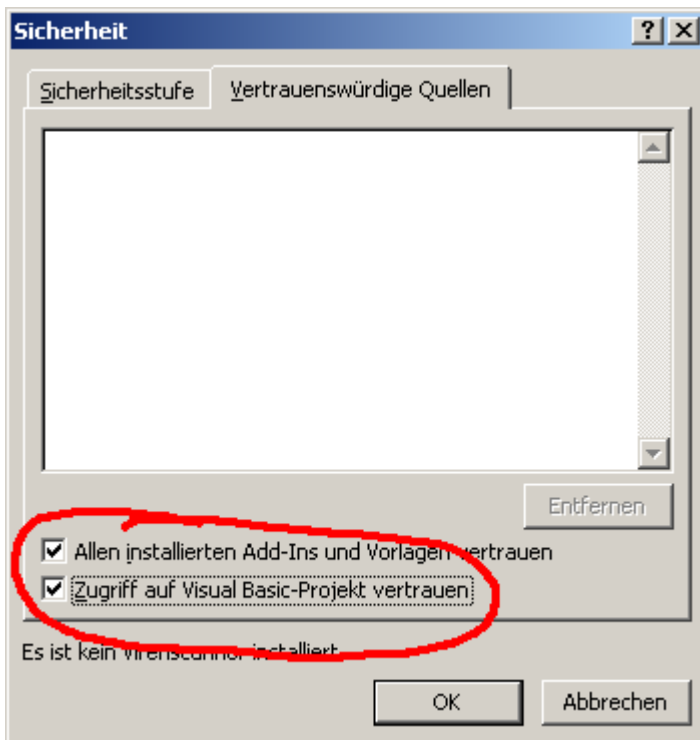 Sicherheit
Sicherheitsstufe
Vertrauenswürdige Quellen
Entfernen
Allen installierten Add-Ins und Vorlagen vertrauen
Zugriff auf Visual Basic-Projekt vertrauen
Es ist kein Virenscanner installiert
OK
Abbrechen